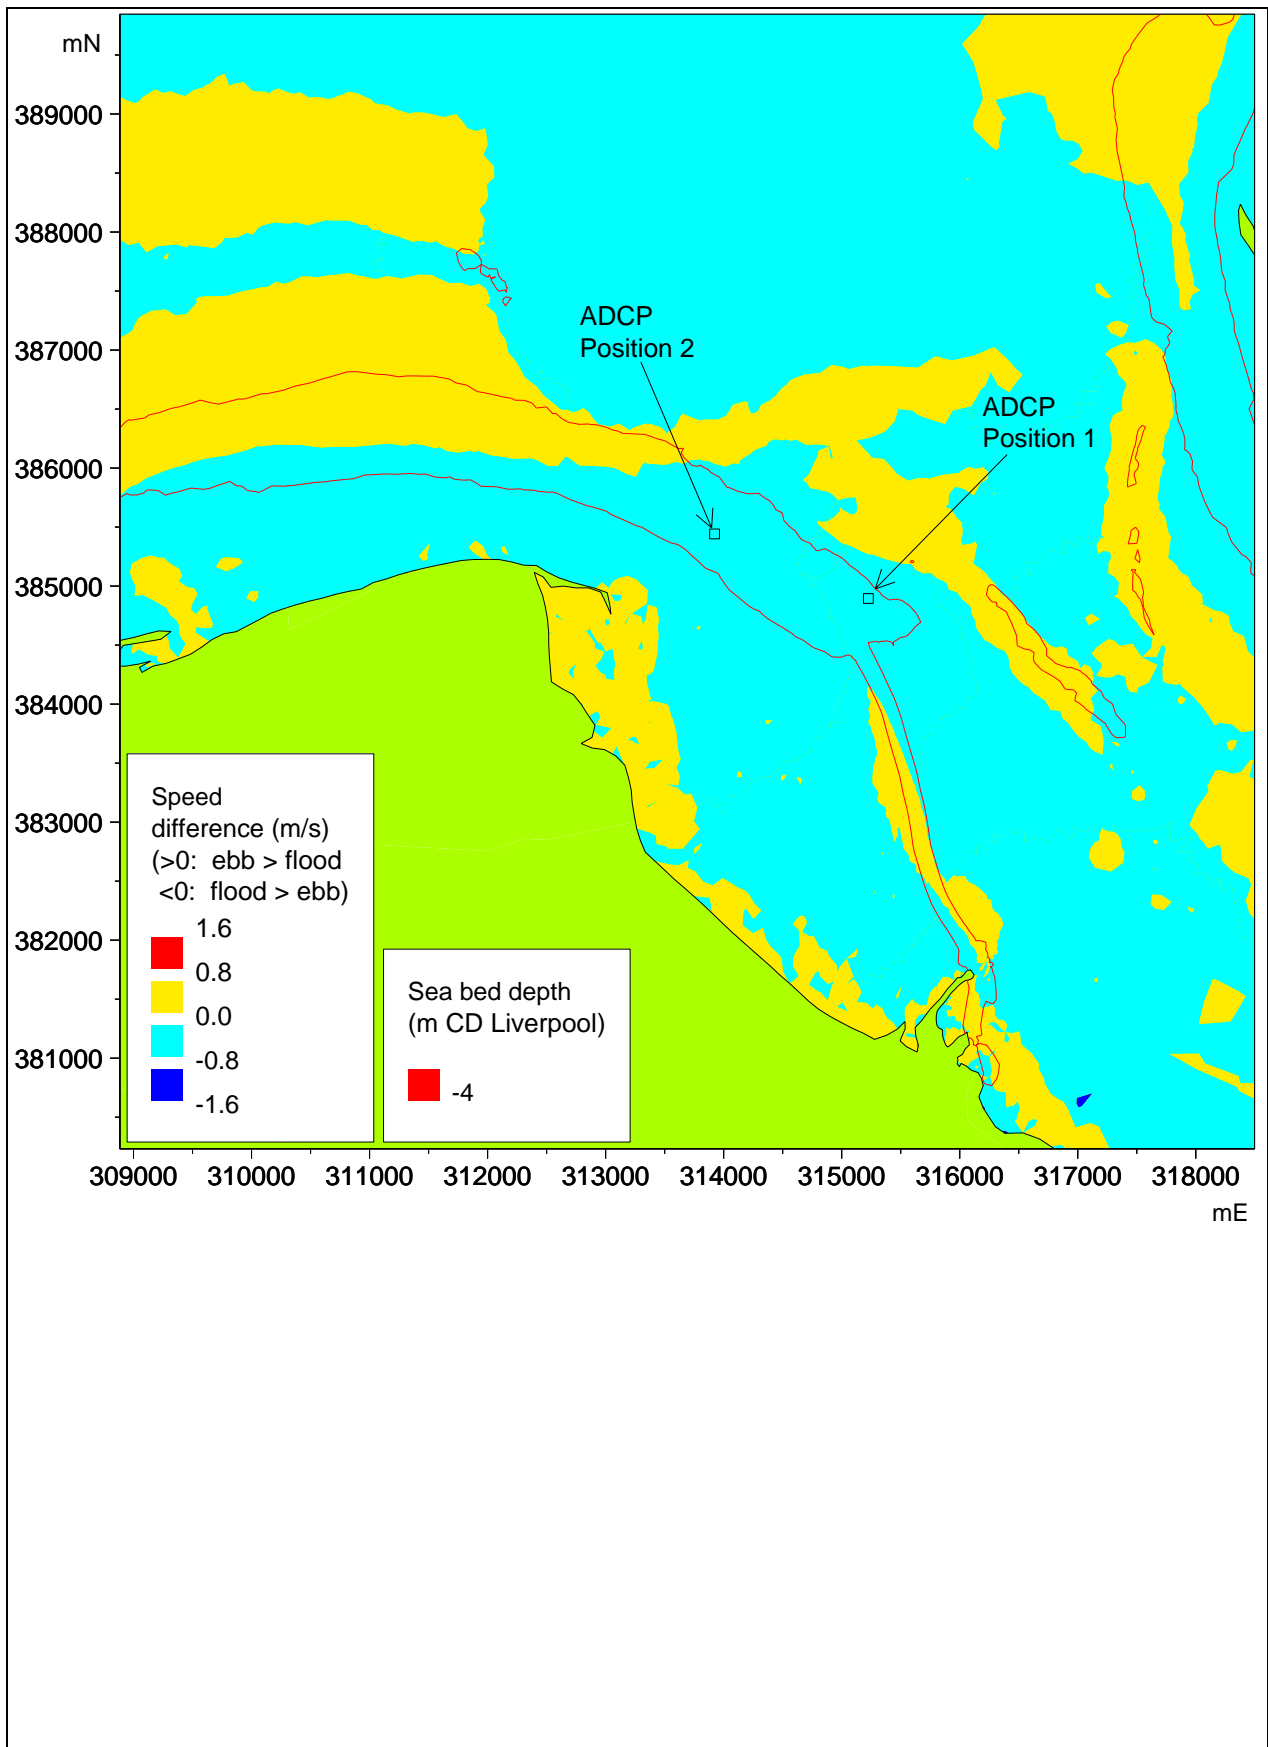 mN
389000
388000
387000
386000
385000
384000
383000
382000
381000
ADCP
Position 2
ADCP
Position 1
Speed
difference (m/s)
(>0: ebb > flood
<0: flood > ebb)
1.6
0.8
0.0
-0.8
-1.6
Sea bed depth
(m CD Liverpool)
-4
309000 310000 311000 312000 313000 314000 315000 316000 317000 318000
mE